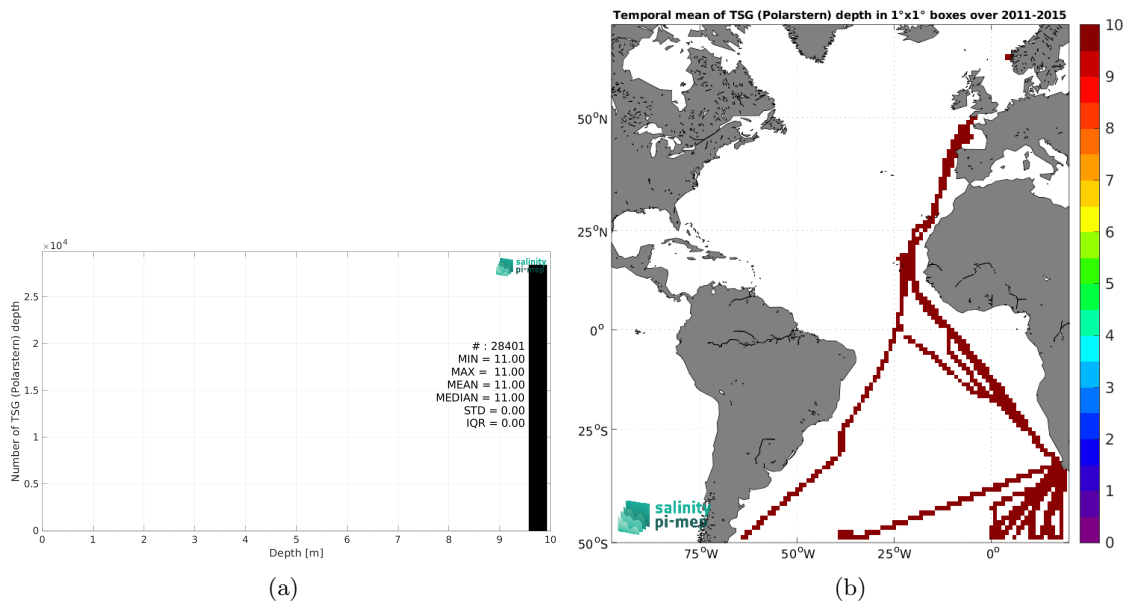 Temporal mean of TSG (Polarstern) depth in 1°x1° boxes over 2011-2015
×10⁴
2.5
2
1.5
1
0.5
0
Number of TSG (Polarstern) depth
salinity
pi-mep
# : 28401
MIN = 11.00
MAX = 11.00
MEAN = 11.00
MEDIAN = 11.00
STD = 0.00
IQR = 0.00
0 1 2 3 4 5 6 7 8 9 10
Depth [m]
(a)
50°N
25°N
0°
25°S
50°S
75°W 50°W 25°W 0°
salinity
pi-mep
10
9
8
7
6
5
4
3
2
1
0
(b)